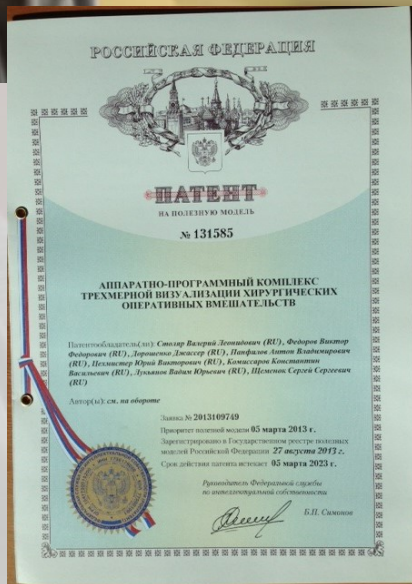 РОССИЙСКАЯ ФЕДЕРАЦИЯ
ПАТЕНТ
НА ПОЛЕЗНУЮ МОДЕЛЬ
№ 131585
АППАРАТНО-ПРОГРАММНЫЙ КОМПЛЕКС
ТРЕХМЕРНОЙ ВИЗУАЛИЗАЦИИ ХИРУРГИЧЕСКИХ
ОПЕРАТИВНЫХ ВМЕШАТЕЛЬСТВ
Патентообладатель(ли): Столяр Валерий Леонидович (RU), Федоров Виктор
Федорович (RU), Дорошенко Джассер (RU), Панфилов Антон Владимирович
(RU), Пехмистер Юрий Викторович (RU), Комиссаров Константин
Васильевич (RU), Лукьянов Вадим Юрьевич (RU), Щеменок Сергей Сергеевич
(RU)
Автор(ы): см. на обороте
Заявка № 2013109749
Приоритет полезной модели 05 марта 2013 г.
Зарегистрировано в Государственном реестре полезных
моделей Российской Федерации 27 августа 2013 г.
Срок действия патента истекает 05 марта 2023 г.
Руководитель Федеральной службы
по интеллектуальной собственности
Б.П. Симонов